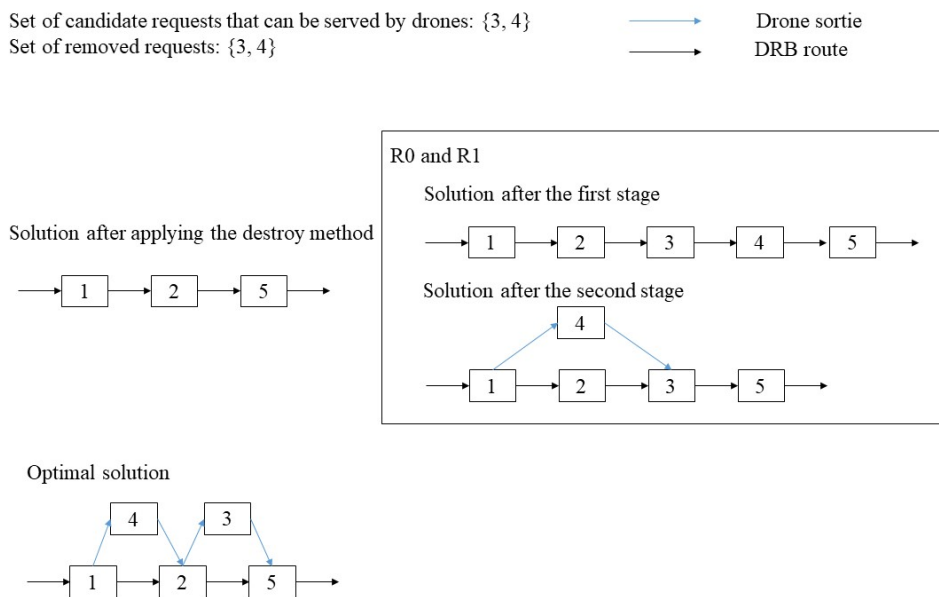 Set of candidate requests that can be served by drones: {3, 4}
Set of removed requests: {3, 4}
Drone sortie
DRB route
R0 and R1
Solution after the first stage
1 2 3 4 5
Solution after applying the destroy method
1 2 5
Solution after the second stage
4
1 2 3 5
Optimal solution
4 3
1 2 5